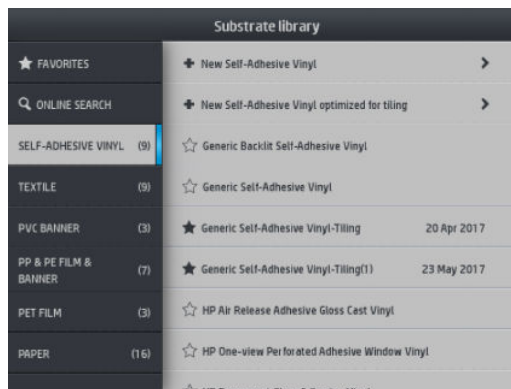 Substrate library
FAVORITES
ONLINE SEARCH
SELF-ADHESIVE VINYL (9)
TEXTILE (9)
PVC BANNER (3)
PP & PE FILM &
BANNER (7)
PET FILM (3)
PAPER (16)
New Self-Adhesive Vinyl
New Self-Adhesive Vinyl optimized for tiling
Generic Backlit Self-Adhesive Vinyl
Generic Self-Adhesive Vinyl
Generic Self-Adhesive Vinyl-Tiling 20 Apr 2017
Generic Self-Adhesive Vinyl-Tiling(1) 23 May 2017
HP Air Release Adhesive Gloss Cast Vinyl
HP One-view Perforated Adhesive Window Vinyl